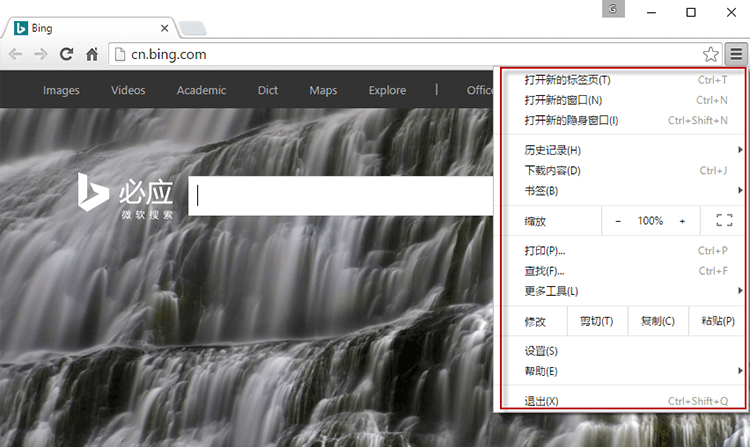 G
Bing
cn.bing.com
Images Videos Academic Dict Maps Explore | Office
打开新的标签页(T) Ctrl+T
打开新的窗口(N) Ctrl+N
打开新的隐身窗口(I) Ctrl+Shift+N
历史记录(H)
下载内容(D) Ctrl+J
书签(B)
必应
微软搜索
缩放 − 100% +
打印(P)... Ctrl+P
查找(F)... Ctrl+F
更多工具(L)
修改 剪切(T) 复制(C) 粘贴(P)
设置(S)
帮助(E)
退出(X) Ctrl+Shift+Q